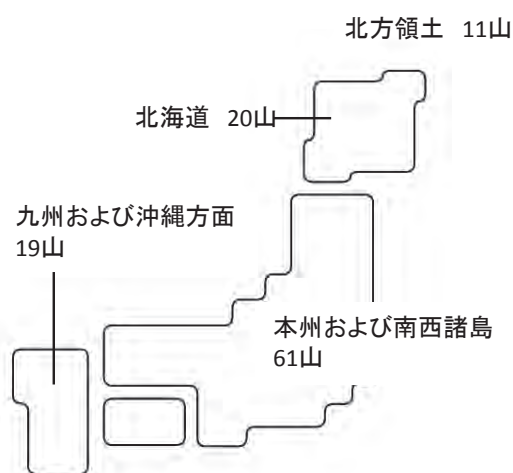 北方領土 11山
北海道 20山
九州および沖縄方面
19山
本州および南西諸島
61山